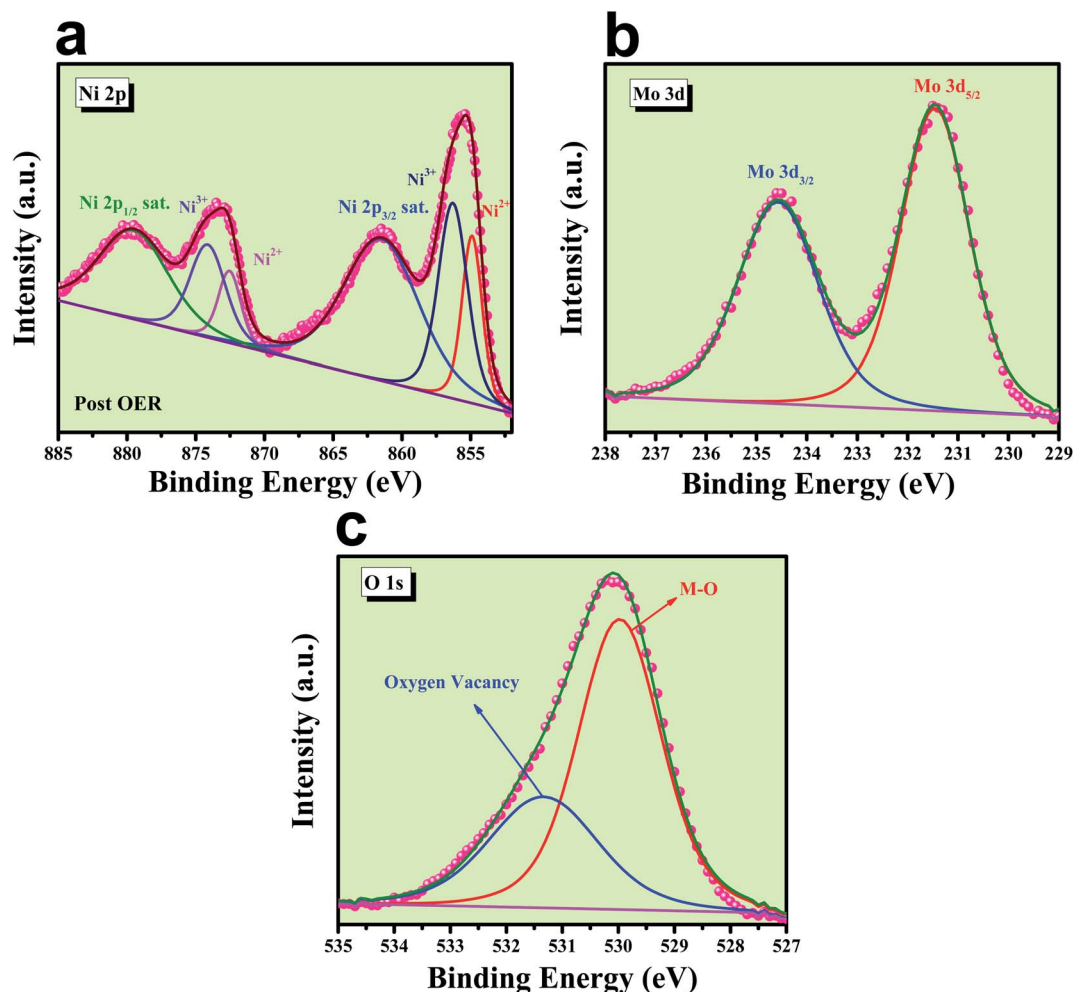 a
Ni 2p
Ni 2p1/2 sat.
Ni3+
Ni2+
Ni 2p3/2 sat.
Ni3+
Ni2+
Post OER
Intensity (a.u.)
885 880 875 870 865 860 855
Binding Energy (eV)
b
Mo 3d
Mo 3d5/2
Mo 3d3/2
Intensity (a.u.)
238 237 236 235 234 233 232 231 230 229
Binding Energy (eV)
c
O 1s
M-O
Oxygen Vacancy
Intensity (a.u.)
535 534 533 532 531 530 529 528 527
Binding Energy (eV)